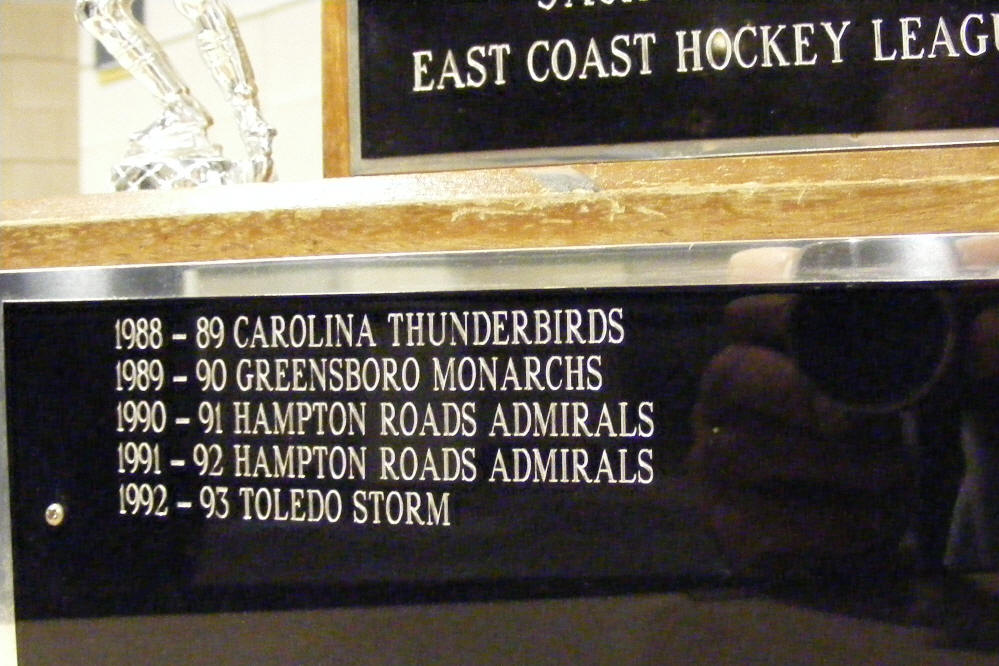 EAST COAST HOCKEY LEAG
1988 - 89 CAROLINA THUNDERBIRDS
1989 - 90 GREENSBORO MONARCHS
1990 - 91 HAMPTON ROADS ADMIRALS
1991 - 92 HAMPTON ROADS ADMIRALS
1992 - 93 TOLEDO STORM